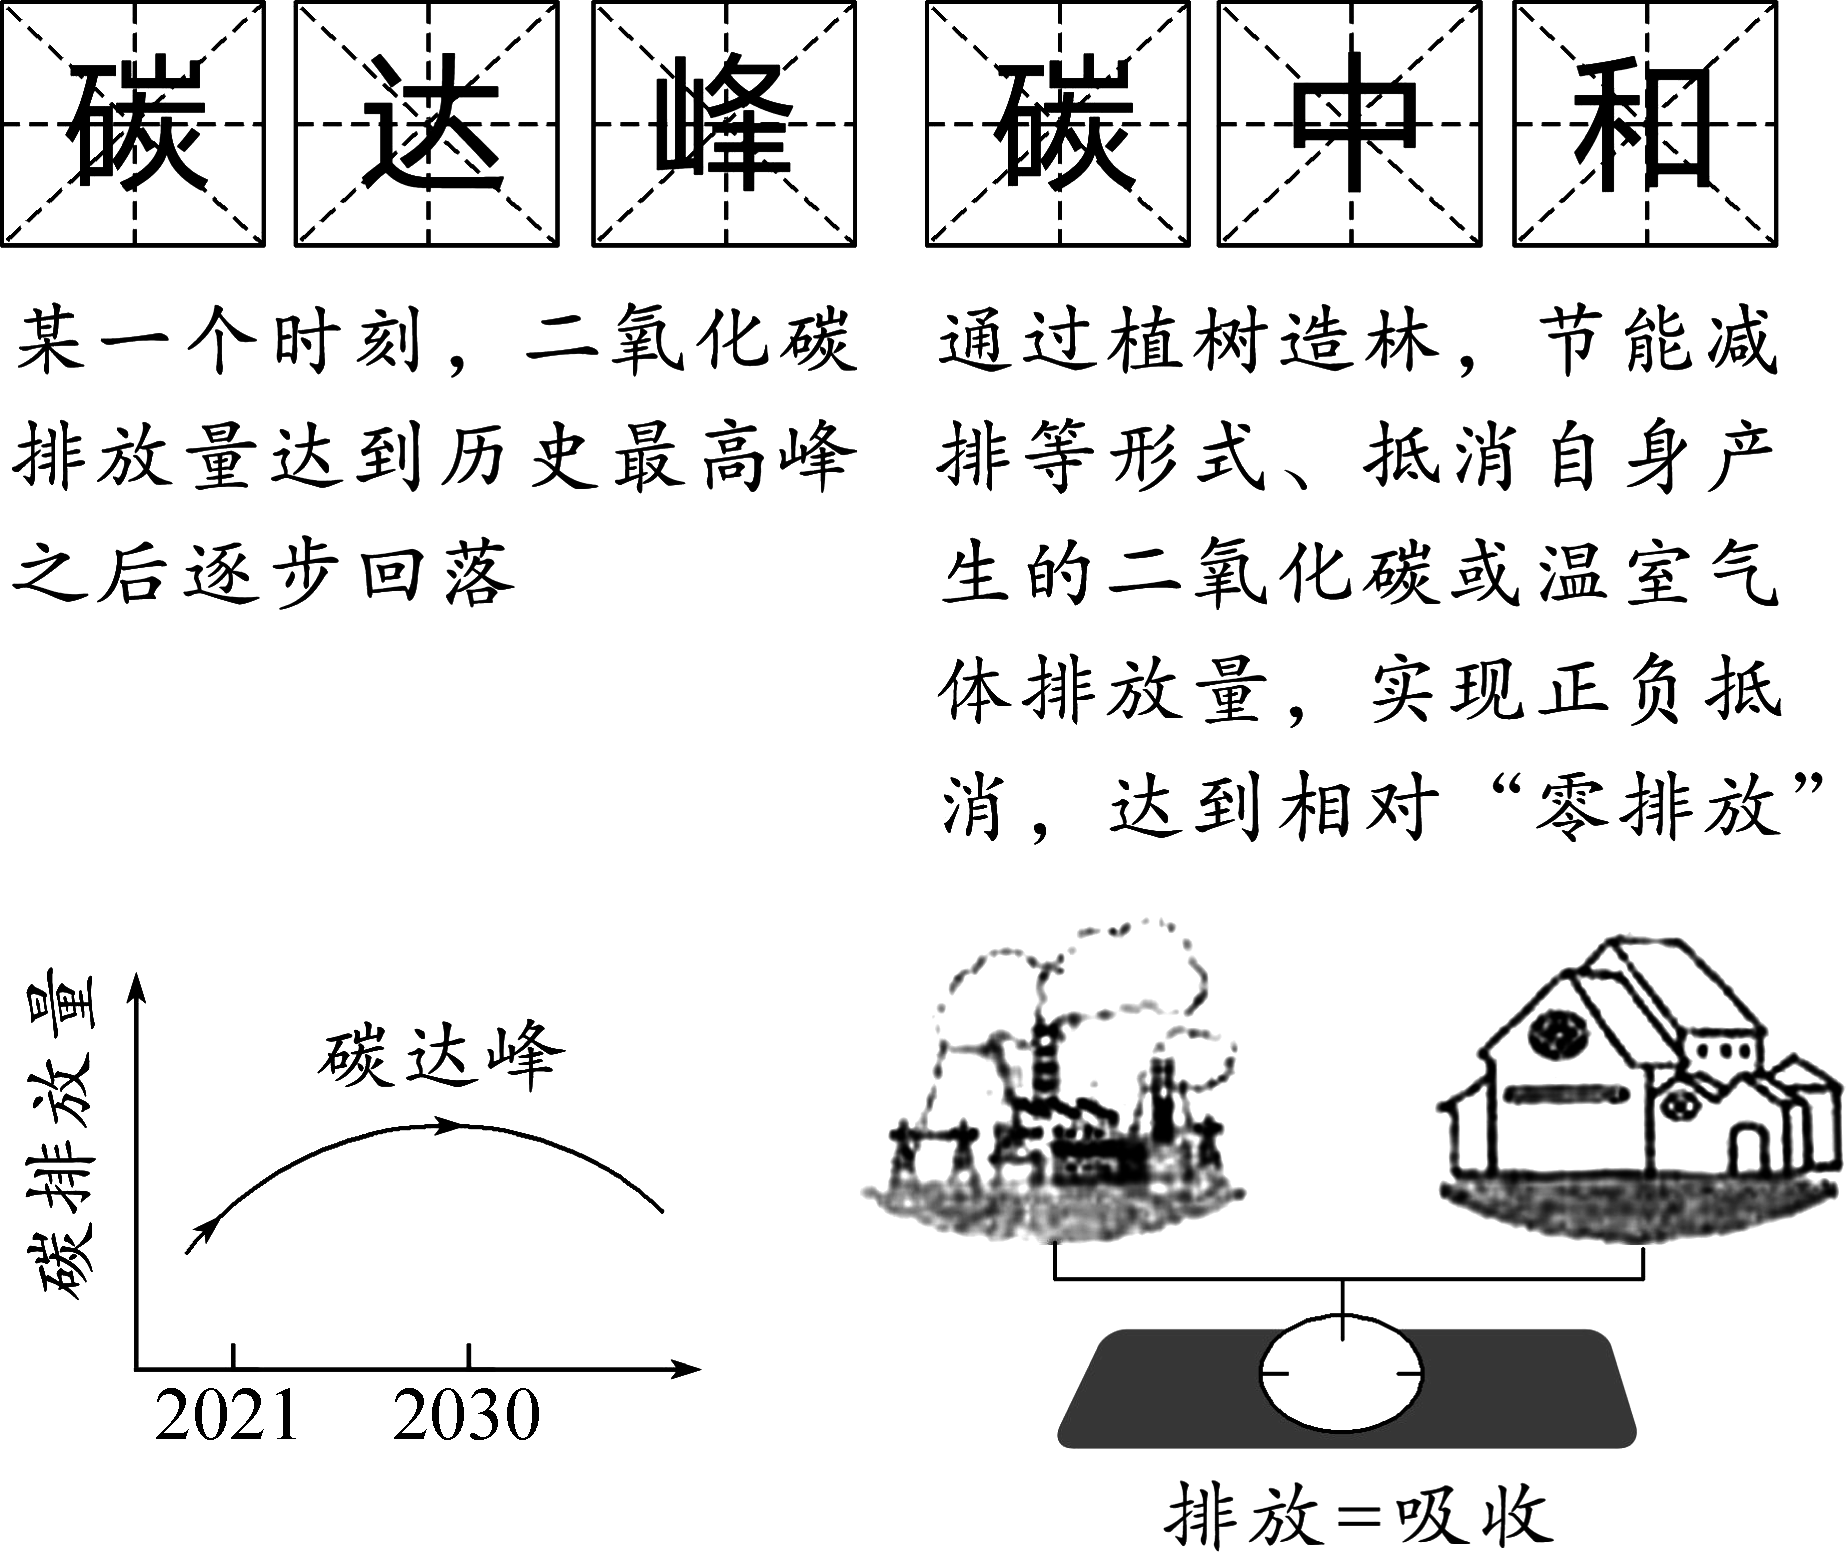 碳达峰
某一个时刻，二氧化碳
排放量达到历史最高峰
之后逐步回落
碳排放量
碳达峰
2021 2030
碳中和
通过植树造林，节能减
排等形式、抵消自身产
生的二氧化碳或温室气
体排放量，实现正负抵
消，达到相对“零排放”
排放=吸收